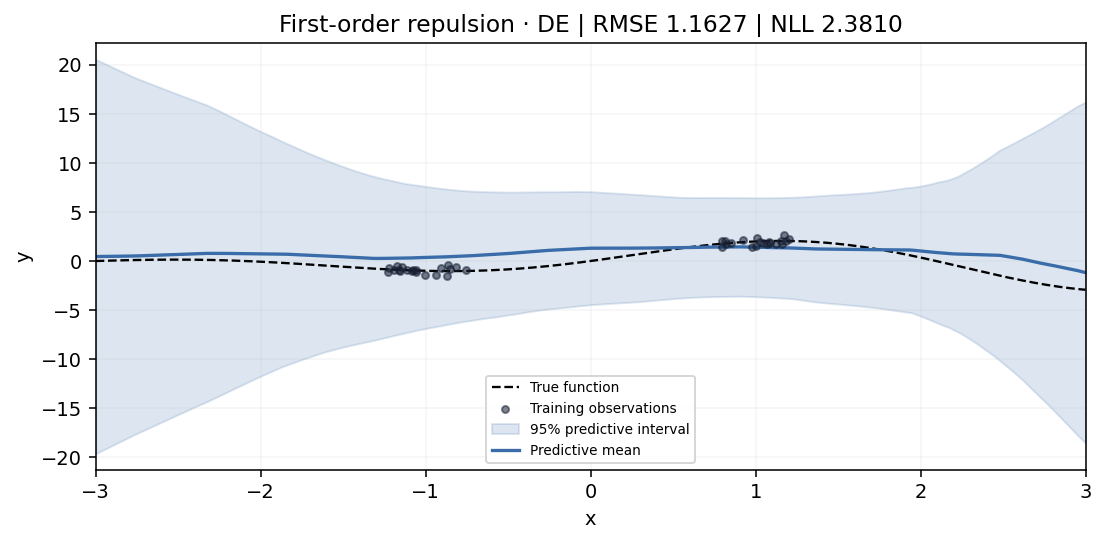 First-order repulsion · DE | RMSE 1.1627 | NLL 2.3810
y
20
15
10
5
0
−5
−10
−15
−20
True function
Training observations
95% predictive interval
Predictive mean
−3 −2 −1 0 1 2 3
x